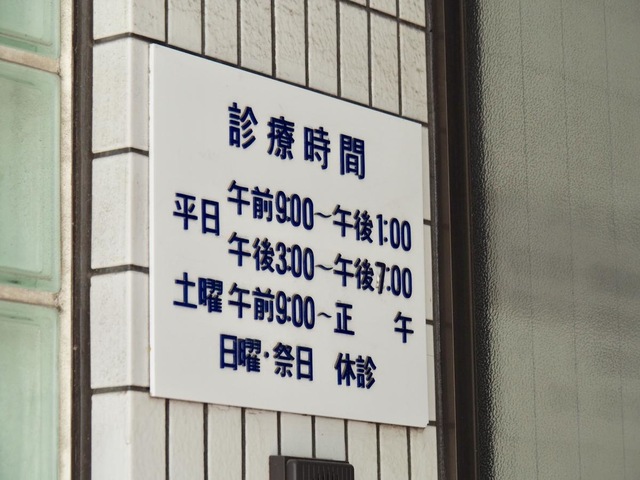 診療時間
平日 午前9:00～午後1:00
午後3:00～午後7:00
土曜 午前9:00～正 午
日曜・祭日 休診